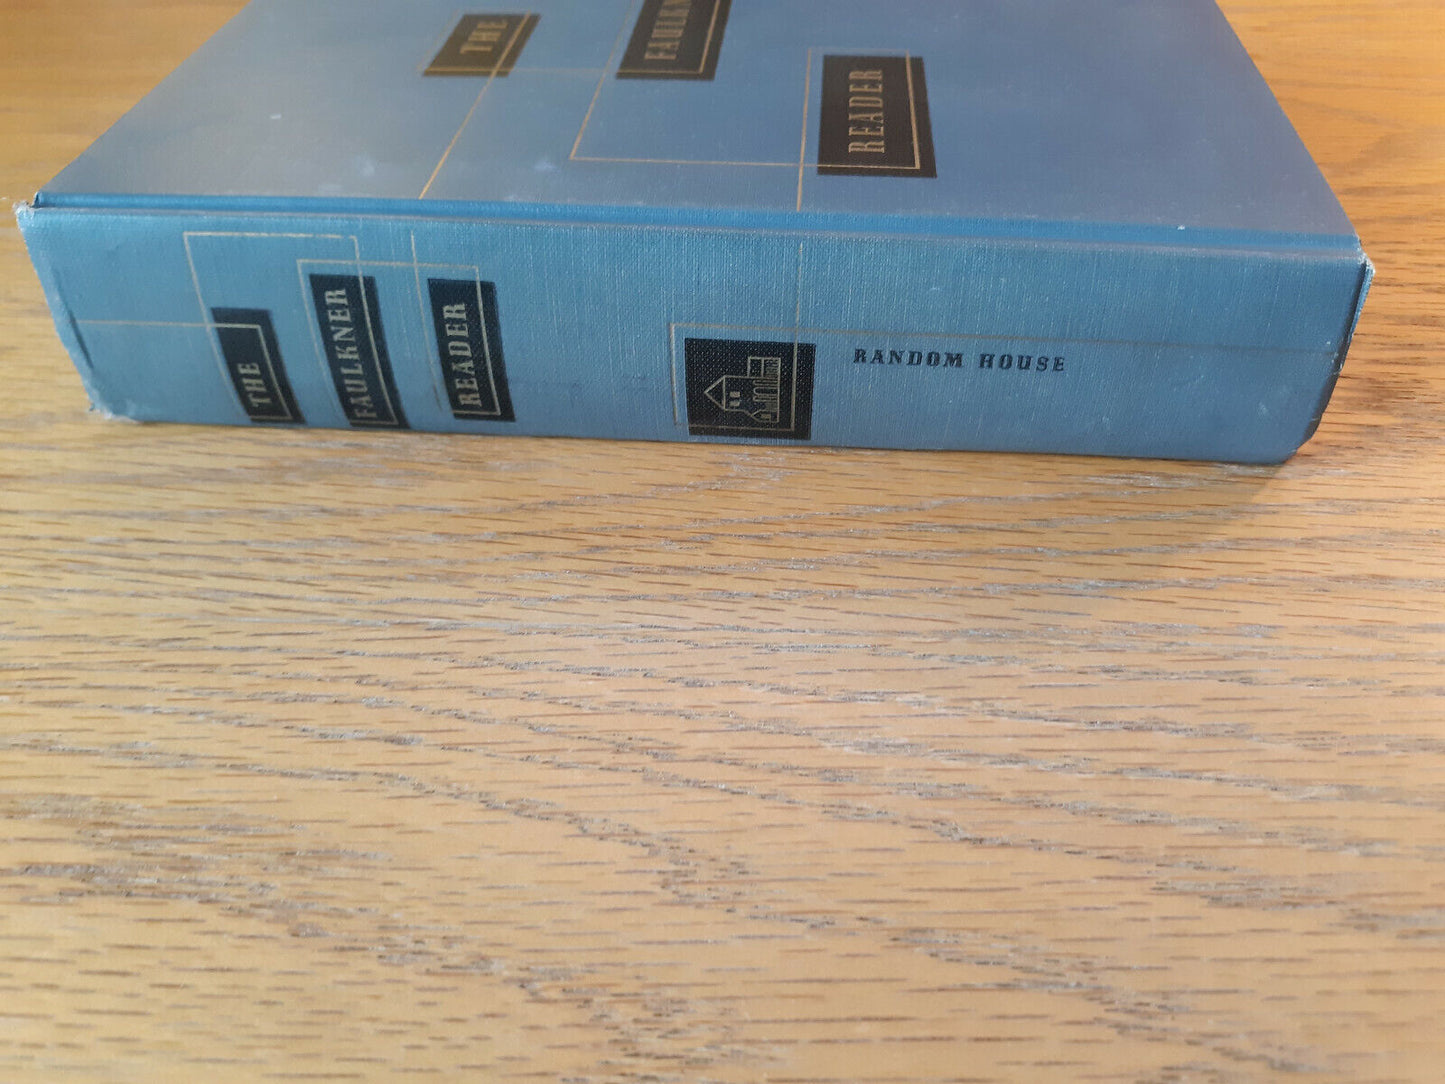 THE
FAULKNER
READER
THE
FAULKNER
READER
RANDOM HOUSE